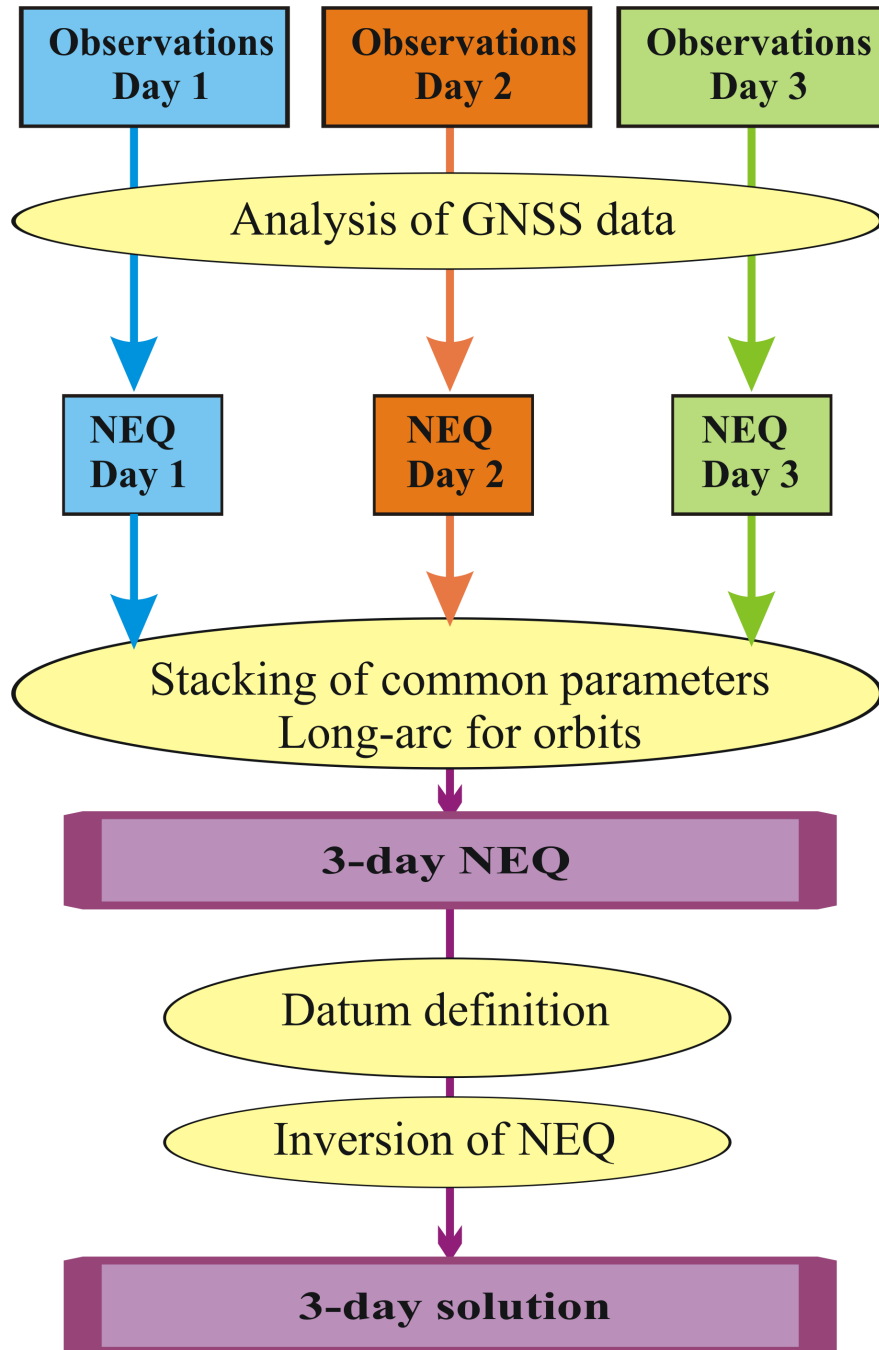 Observations
Day 1
Observations
Day 2
Observations
Day 3
Analysis of GNSS data
NEQ
Day 1
NEQ
Day 2
NEQ
Day 3
Stacking of common parameters
Long-arc for orbits
3-day NEQ
Datum definition
Inversion of NEQ
3-day solution